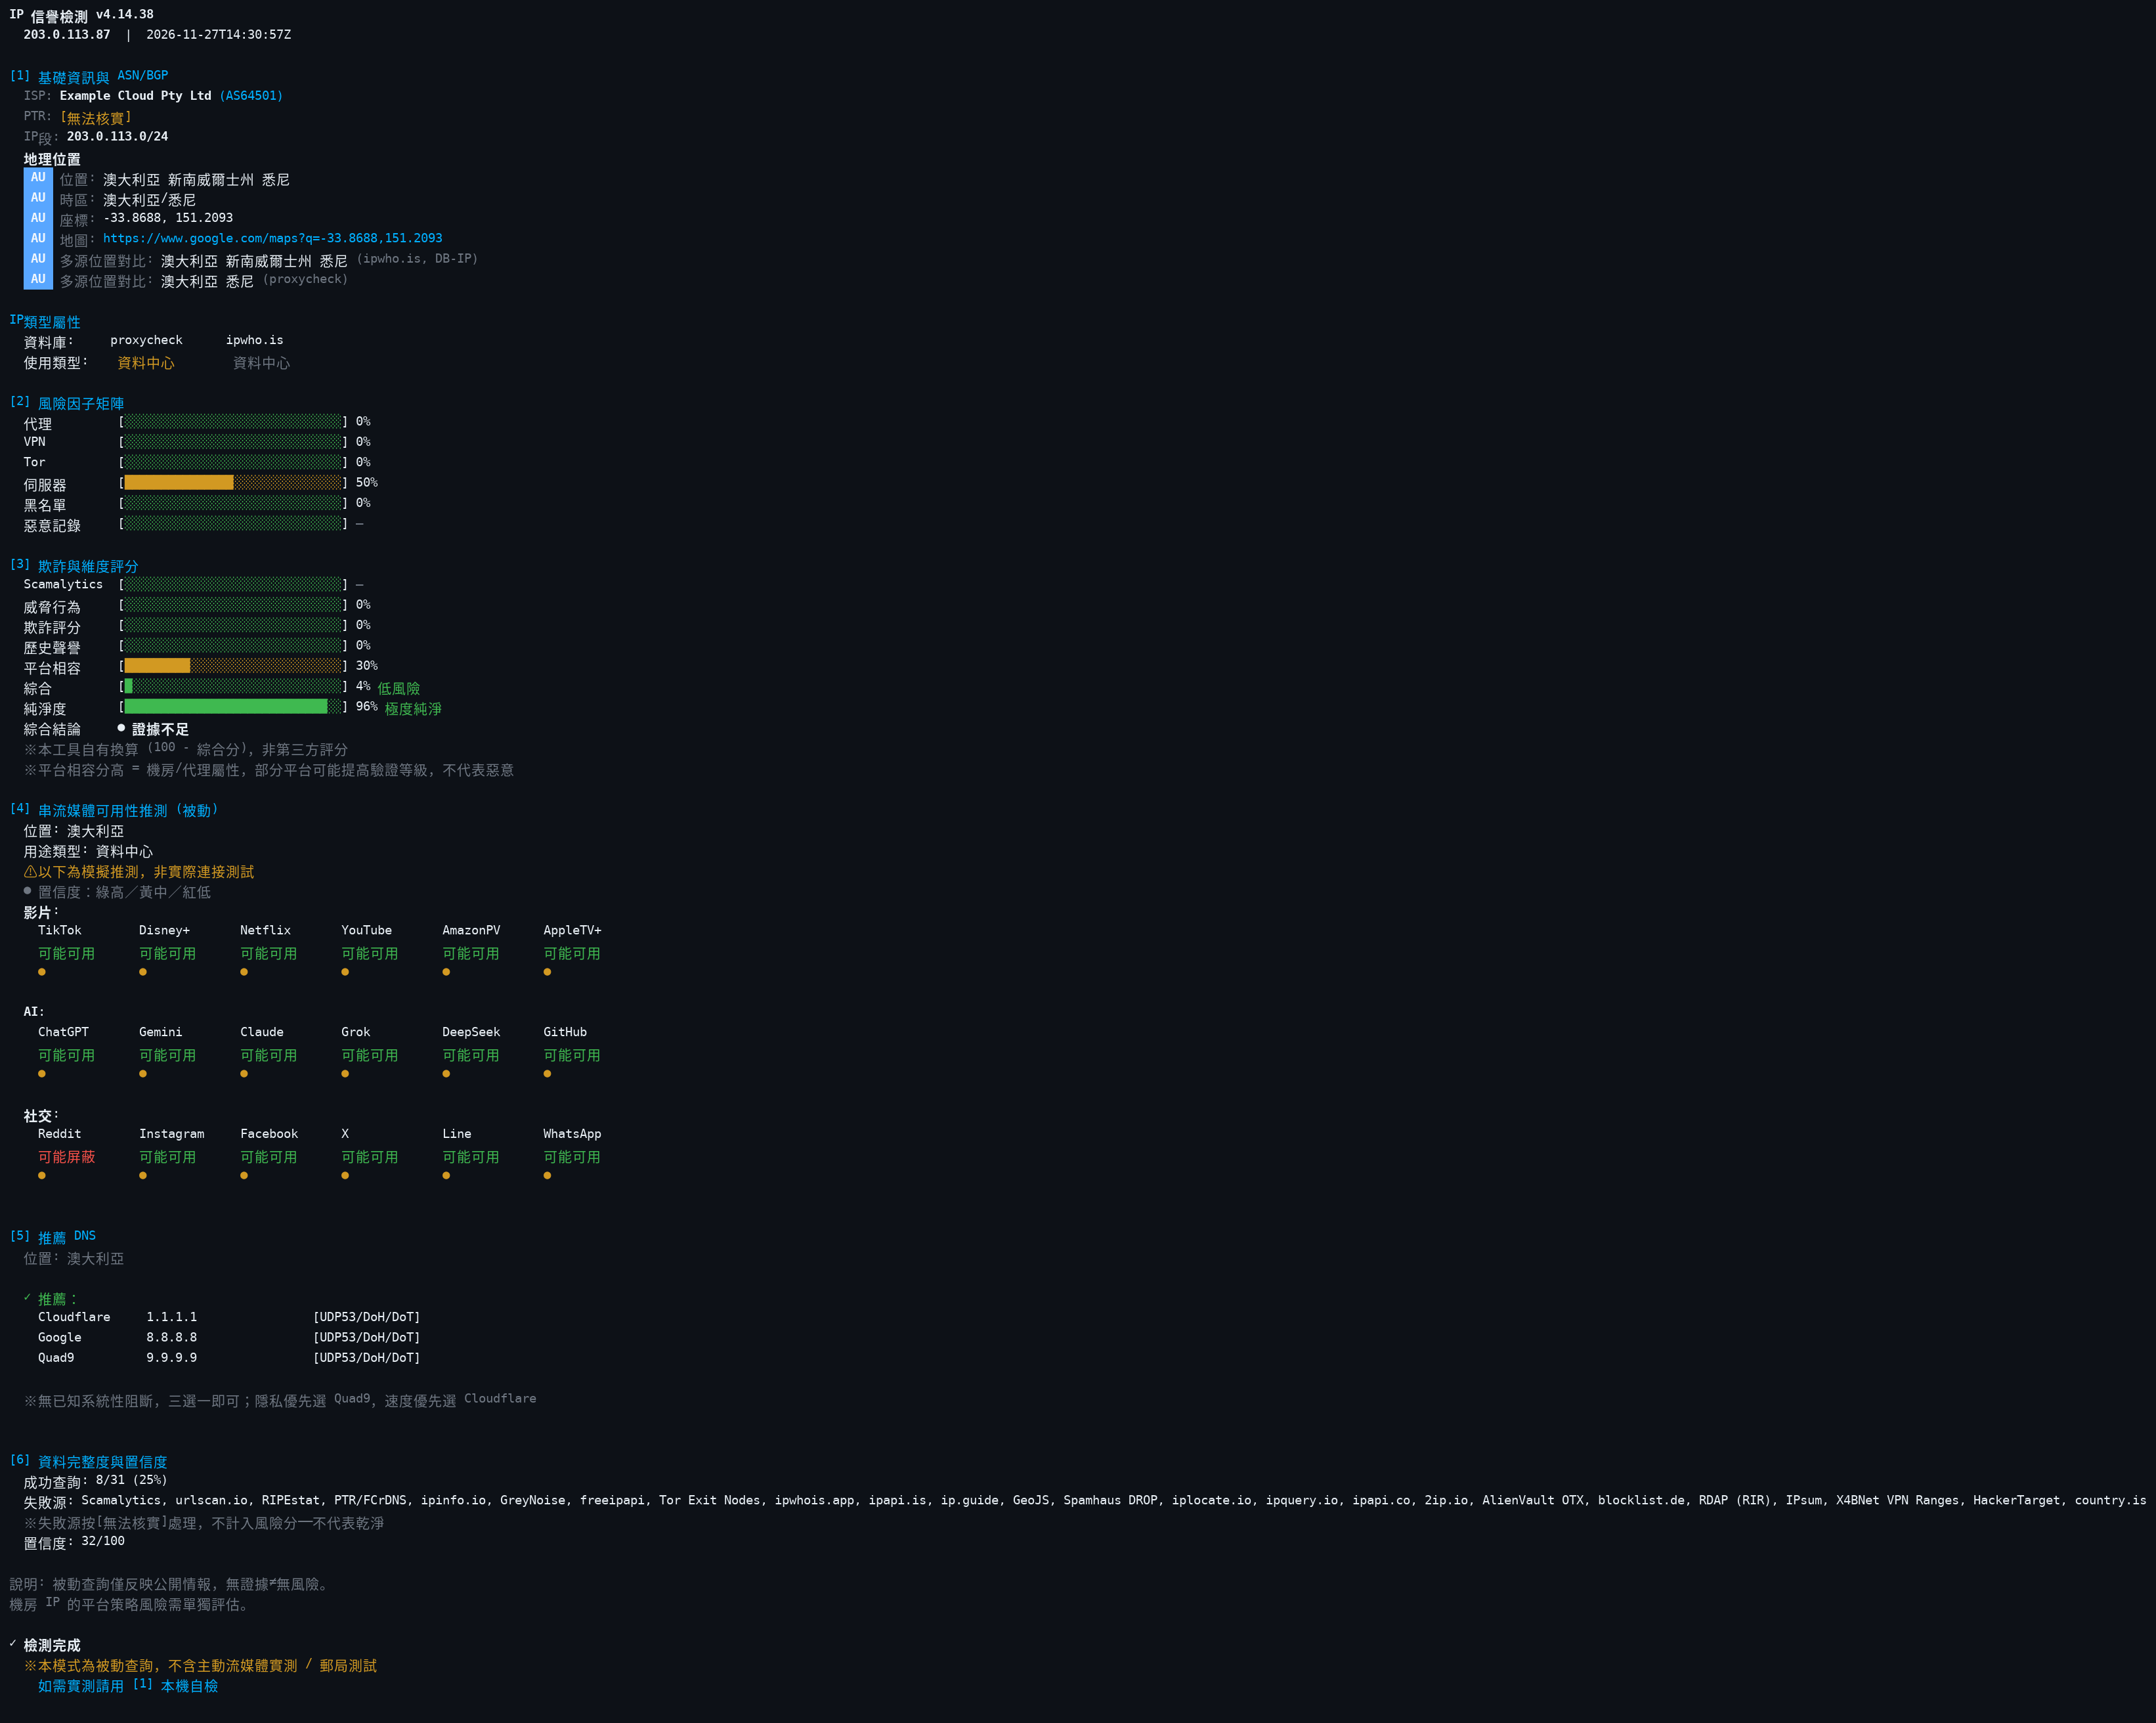 IP 信譽檢測 v4.14.38
203.0.113.87 | 2026-11-27T14:30:57Z
[1] 基礎資訊與 ASN/BGP
ISP: Example Cloud Pty Ltd (AS64501)
PTR: [無法核實]
IP段: 203.0.113.0/24
地理位置
AU 位置: 澳大利亞 新南威爾士州 悉尼
AU 時區: 澳大利亞/悉尼
AU 座標: -33.8688, 151.2093
AU 地圖: https://www.google.com/maps?q=-33.8688,151.2093
AU 多源位置對比: 澳大利亞 新南威爾士州 悉尼 (ipwho.is, DB-IP)
AU 多源位置對比: 澳大利亞 悉尼 (proxycheck)
IP類型屬性
資料庫: proxycheck ipwho.is
使用類型: 資料中心 資料中心
[2] 風險因子矩陣
代理 [░░░░░░░░░░░░░░░░░░░░░░░░░░░░░░] 0%
VPN [░░░░░░░░░░░░░░░░░░░░░░░░░░░░░░] 0%
Tor [░░░░░░░░░░░░░░░░░░░░░░░░░░░░░░] 0%
伺服器 [███████████████░░░░░░░░░░░░░░░] 50%
黑名單 [░░░░░░░░░░░░░░░░░░░░░░░░░░░░░░] 0%
惡意記錄 [░░░░░░░░░░░░░░░░░░░░░░░░░░░░░░] —
[3] 欺詐與維度評分
Scamalytics [░░░░░░░░░░░░░░░░░░░░░░░░░░░░░░] —
威脅行為 [░░░░░░░░░░░░░░░░░░░░░░░░░░░░░░] 0%
欺詐評分 [░░░░░░░░░░░░░░░░░░░░░░░░░░░░░░] 0%
歷史聲譽 [░░░░░░░░░░░░░░░░░░░░░░░░░░░░░░] 0%
平台相容 [█████████░░░░░░░░░░░░░░░░░░░░░] 30%
綜合 [█░░░░░░░░░░░░░░░░░░░░░░░░░░░░░] 4% 低風險
純淨度 [████████████████████████████░░] 96% 極度純淨
綜合結論 ● 證據不足
※本工具自有換算 (100 - 綜合分)，非第三方評分
※平台相容分高 = 機房/代理屬性，部分平台可能提高驗證等級，不代表惡意
[4] 串流媒體可用性推測 (被動)
位置: 澳大利亞
用途類型: 資料中心
⚠以下為模擬推測，非實際連接測試
● 置信度：綠高／黃中／紅低
影片:
TikTok Disney+ Netflix YouTube AmazonPV AppleTV+
可能可用 可能可用 可能可用 可能可用 可能可用 可能可用
● ● ● ● ● ●
AI:
ChatGPT Gemini Claude Grok DeepSeek GitHub
可能可用 可能可用 可能可用 可能可用 可能可用 可能可用
● ● ● ● ● ●
社交:
Reddit Instagram Facebook X Line WhatsApp
可能屏蔽 可能可用 可能可用 可能可用 可能可用 可能可用
● ● ● ● ● ●
[5] 推薦 DNS
位置: 澳大利亞
✓ 推薦：
Cloudflare 1.1.1.1 [UDP53/DoH/DoT]
Google 8.8.8.8 [UDP53/DoH/DoT]
Quad9 9.9.9.9 [UDP53/DoH/DoT]
※無已知系統性阻斷，三選一即可；隱私優先選 Quad9，速度優先選 Cloudflare
[6] 資料完整度與置信度
成功查詢: 8/31 (25%)
失敗源: Scamalytics, urlscan.io, RIPEstat, PTR/FCrDNS, ipinfo.io, GreyNoise, freeipapi, Tor Exit Nodes, ipwhois.app, ipapi.is, ip.guide, GeoJS, Spamhaus DROP, iplocate.io, ipquery.io, ipapi.co, 2ip.io, AlienVault OTX, blocklist.de, RDAP (RIR), IPsum, X4BNet VPN Ranges, HackerTarget, country.is
※失敗源按[無法核實]處理，不計入風險分——不代表乾淨
置信度: 32/100
說明: 被動查詢僅反映公開情報，無證據≠無風險。
機房 IP 的平台策略風險需單獨評估。
✓ 檢測完成
※本模式為被動查詢，不含主動流媒體實測 / 郵局測試
如需實測請用 [1] 本機自檢